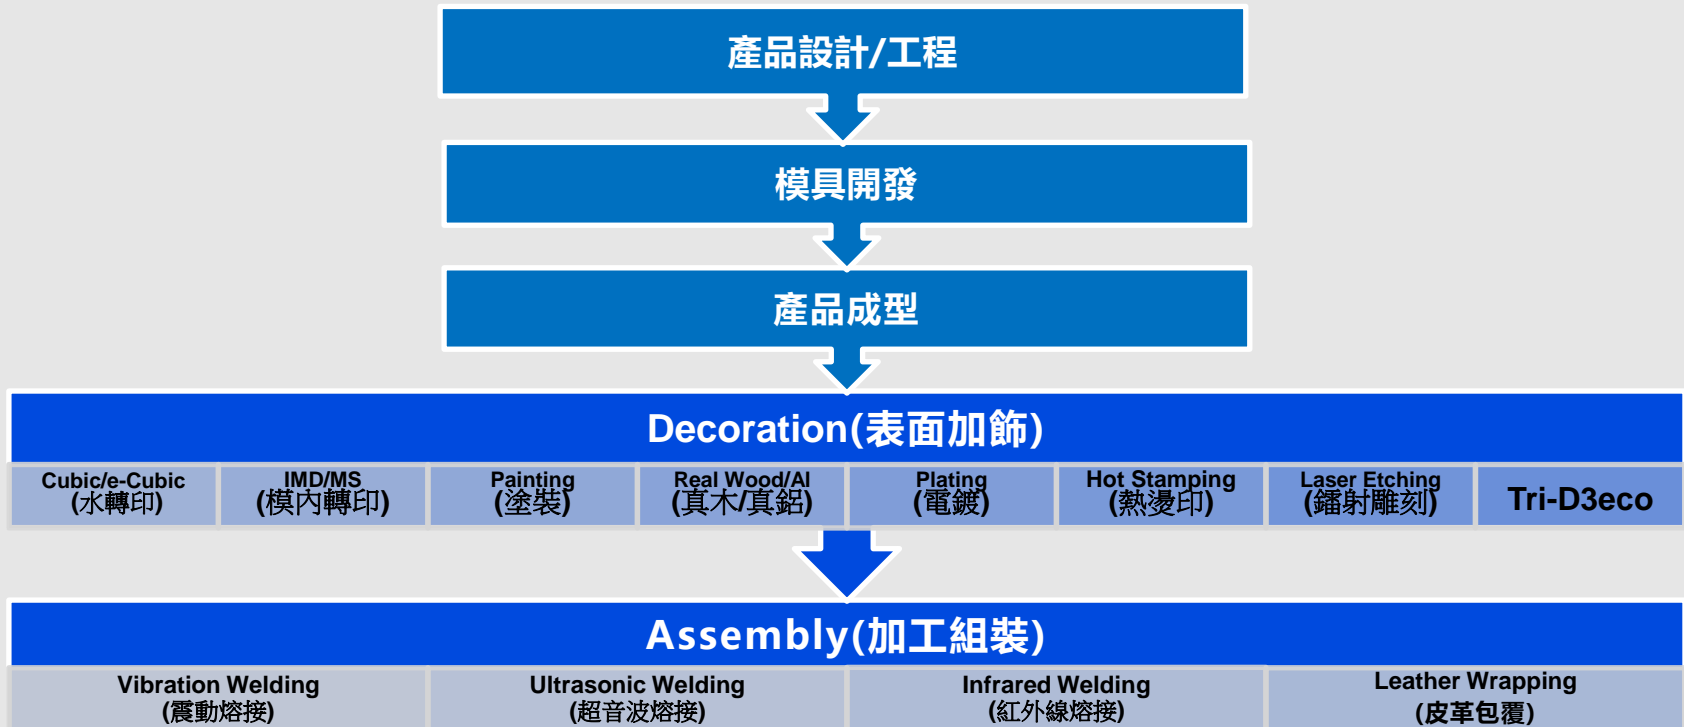 產品設計/工程
模具開發
產品成型
Decoration(表面加飾)
Cubic/e-Cubic
(水轉印)
IMD/MS
(模內轉印)
Painting
(塗裝)
Real Wood/Al
(真木/真鋁)
Plating
(電鍍)
Hot Stamping
(熱燙印)
Laser Etching
(鐳射雕刻)
Tri-D3eco
Assembly(加工組裝)
Vibration Welding
(震動熔接)
Ultrasonic Welding
(超音波熔接)
Infrared Welding
(紅外線熔接)
Leather Wrapping
(皮革包覆)